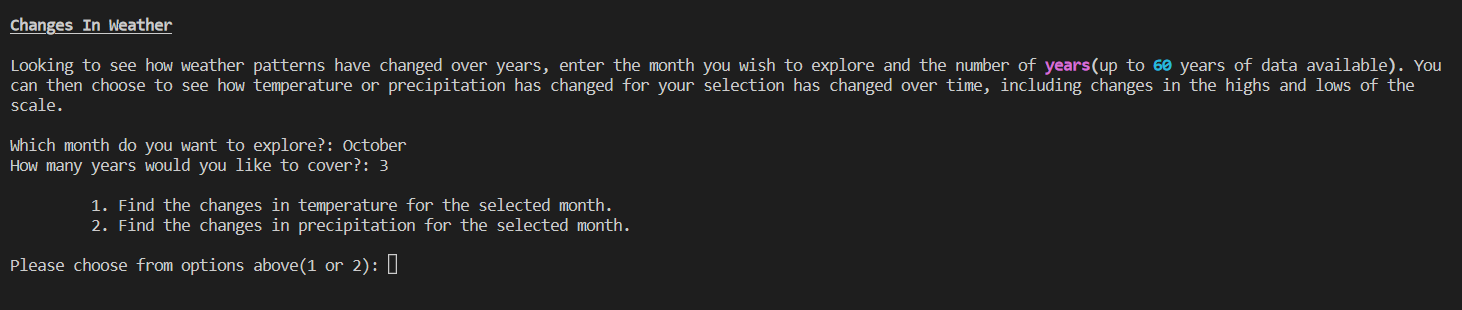 Changes In Weather
Looking to see how weather patterns have changed over years, enter the month you wish to explore and the number of years(up to 60 years of data available). You
can then choose to see how temperature or precipitation has changed for your selection has changed over time, including changes in the highs and lows of the
scale.
Which month do you want to explore?: October
How many years would you like to cover?: 3
1. Find the changes in temperature for the selected month.
2. Find the changes in precipitation for the selected month.
Please choose from options above(1 or 2):